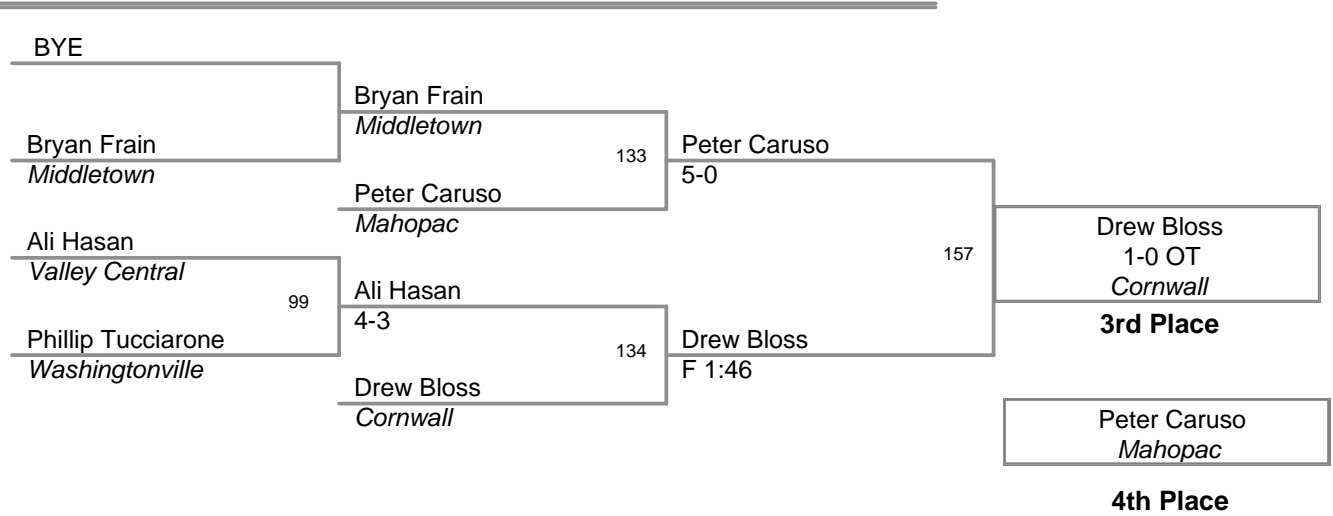 BYE
Bryan Frain
Middletown
Ali Hasan
Valley Central
99
Phillip Tucciarone
Washingtonville
Bryan Frain
Middletown
133
Peter Caruso
Mahopac
Ali Hasan
4-3
134
Drew Bloss
Cornwall
Peter Caruso
5-0
157
Drew Bloss
F 1:46
Drew Bloss
1-0 OT
Cornwall
3rd Place
Peter Caruso
Mahopac
4th Place